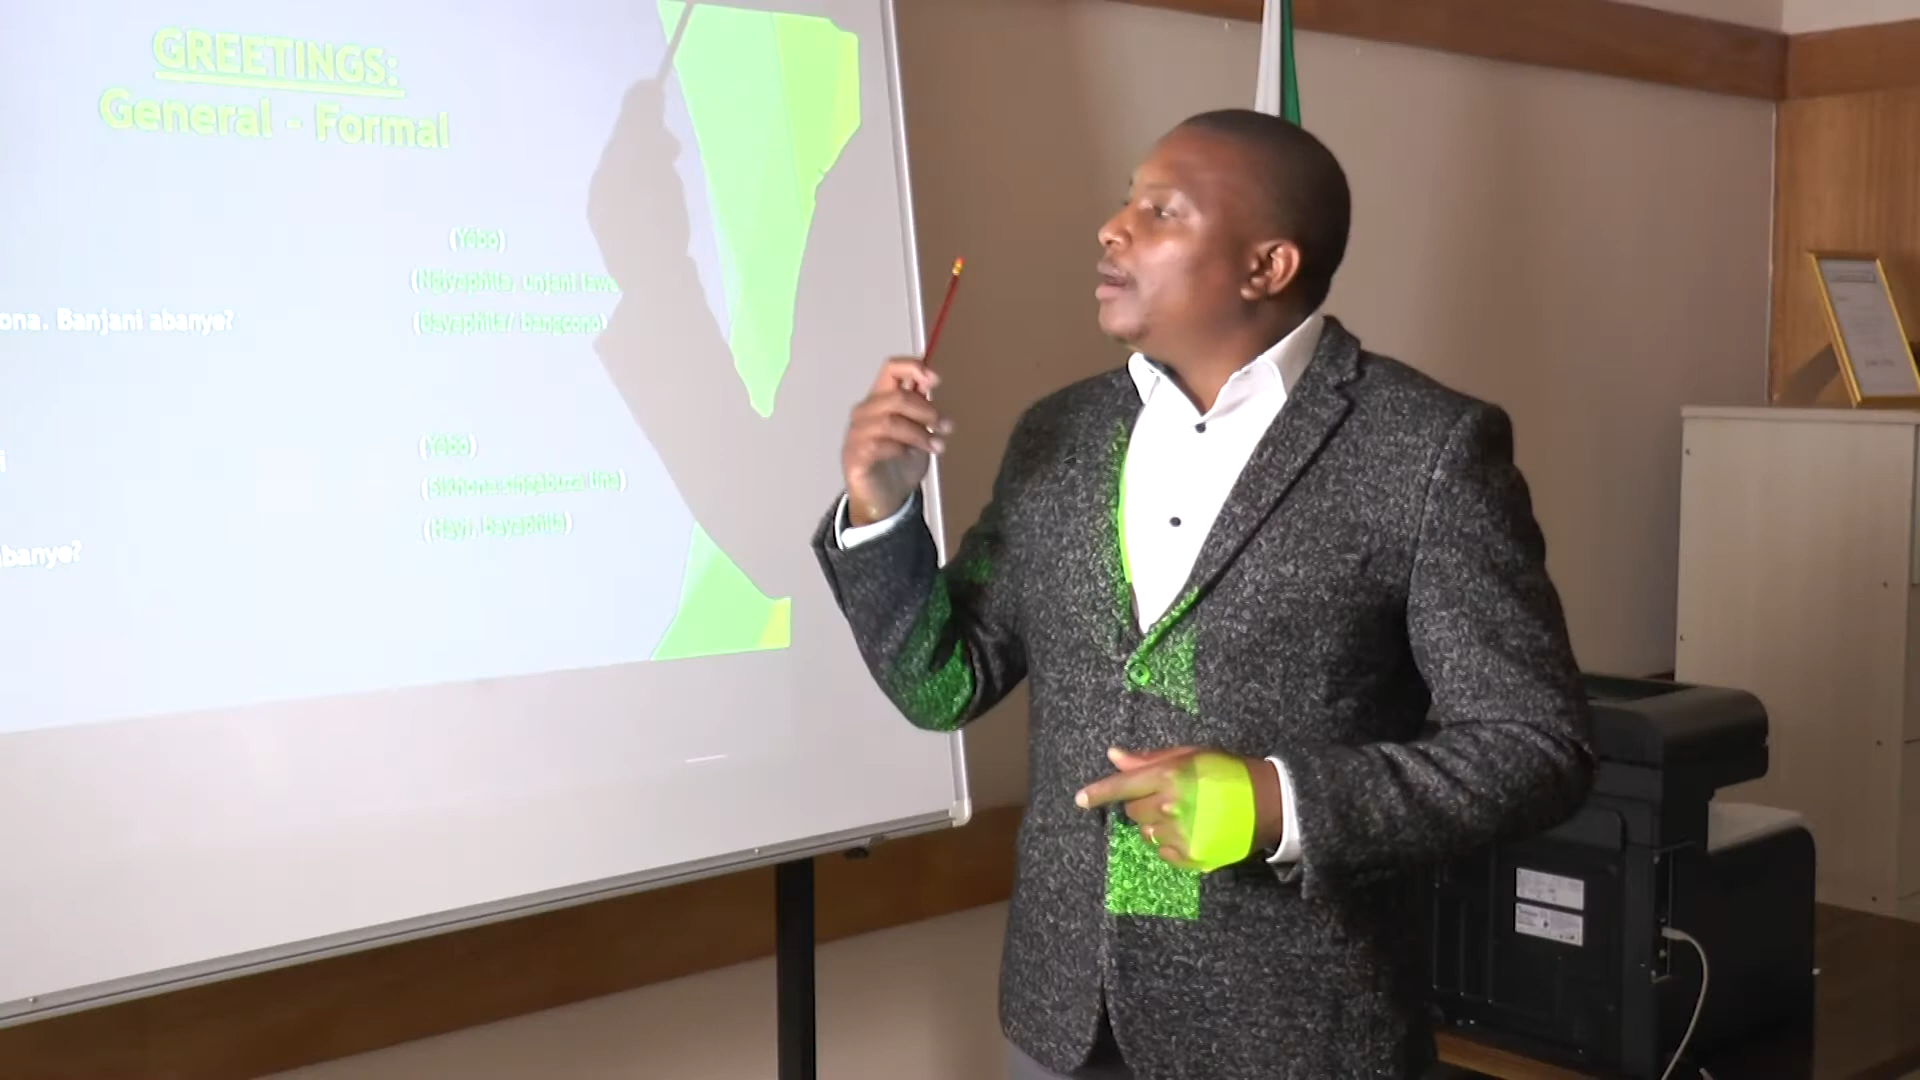 GREETINGS:
General - Formal
(Yebo)
(Ngiyaphila, unjani lawe
ona. Banjani abanye?
(Bayaphila/ bangcono)
(Yebo)
i
(Sikhona singabuza lina)
(Hayi, bayaphila)
abanye?